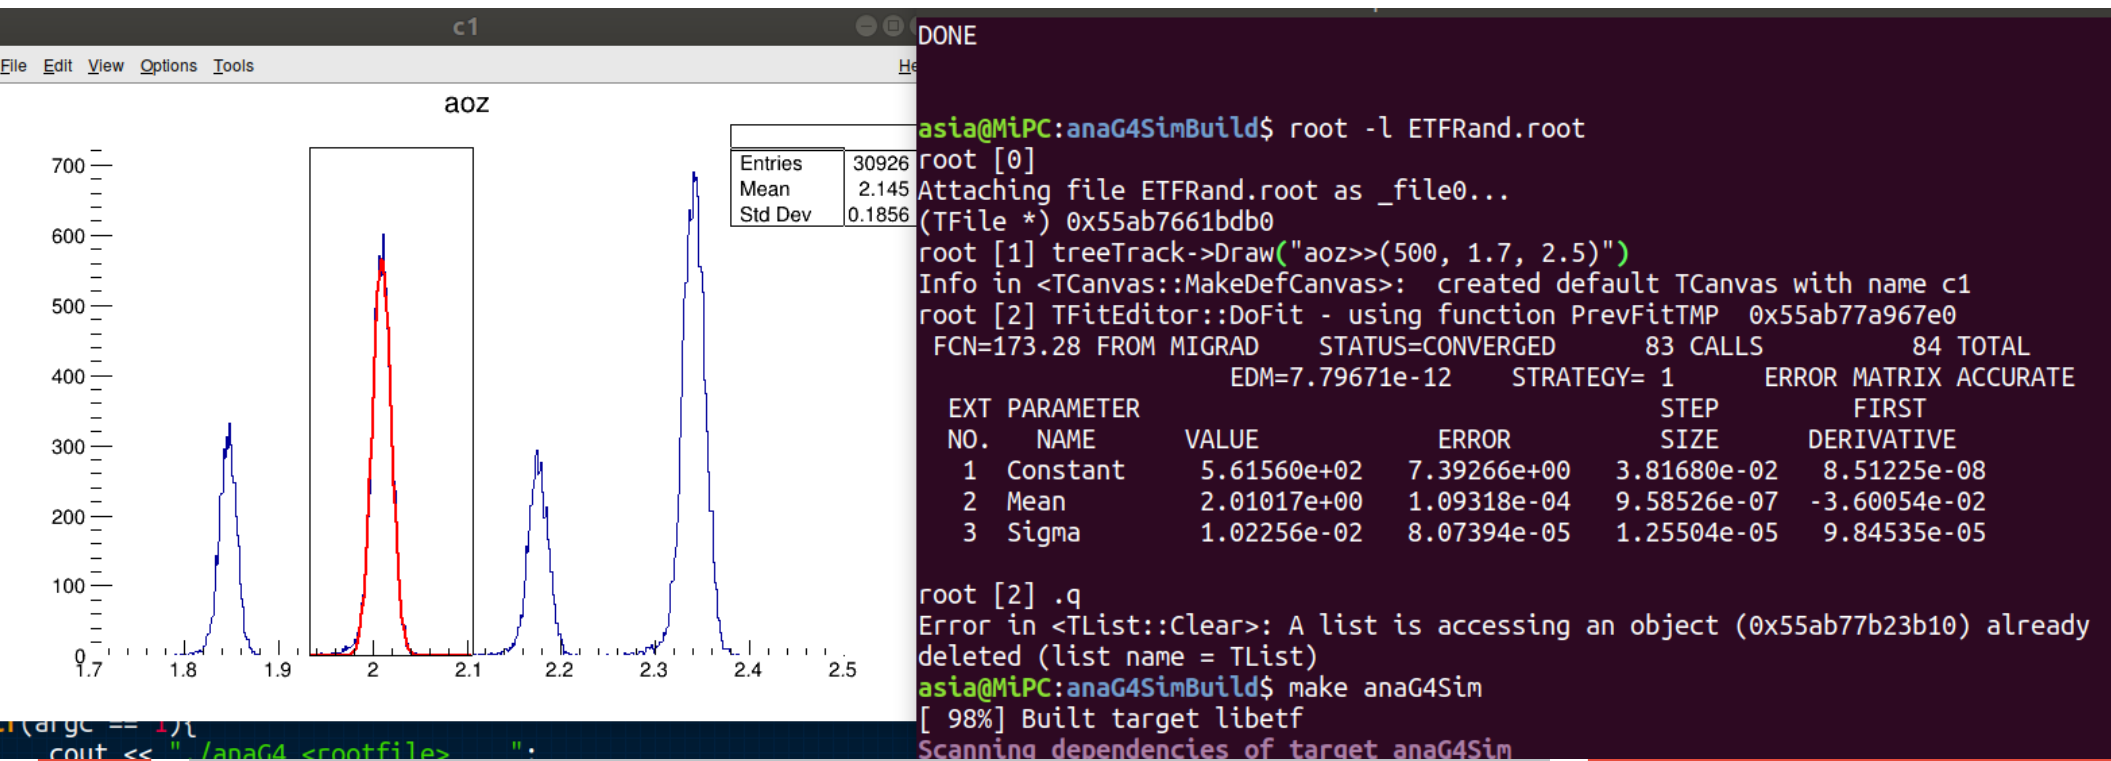 c1
File Edit View Options Tools
aoz
Entries 30926
Mean 2.145
Std Dev 0.1856
700
600
500
400
300
200
100
0
1.7 1.8 1.9 2 2.1 2.2 2.3 2.4 2.5
(argc == 1){
cout << " ./anaG4 <rootfile> ";
DONE
asia@MiPC:anaG4SimBuild$ root -l ETFRand.root
root [0]
Attaching file ETFRand.root as _file0...
(TFile *) 0x55ab7661bdb0
root [1] treeTrack->Draw("aoz>>(500, 1.7, 2.5)")
Info in <TCanvas::MakeDefCanvas>: created default TCanvas with name c1
root [2] TFitEditor::DoFit - using function PrevFitTMP 0x55ab77a967e0
FCN=173.28 FROM MIGRAD STATUS=CONVERGED 83 CALLS 84 TOTAL
EDM=7.79671e-12 STRATEGY= 1 ERROR MATRIX ACCURATE
EXT PARAMETER STEP FIRST
NO. NAME VALUE ERROR SIZE DERIVATIVE
1 Constant 5.61560e+02 7.39266e+00 3.81680e-02 8.51225e-08
2 Mean 2.01017e+00 1.09318e-04 9.58526e-07 -3.60054e-02
3 Sigma 1.02256e-02 8.07394e-05 1.25504e-05 9.84535e-05
root [2] .q
Error in <TList::Clear>: A list is accessing an object (0x55ab77b23b10) already
deleted (list name = TList)
asia@MiPC:anaG4SimBuild$ make anaG4Sim
[ 98%] Built target libetf
Scanning dependencies of target anaG4Sim